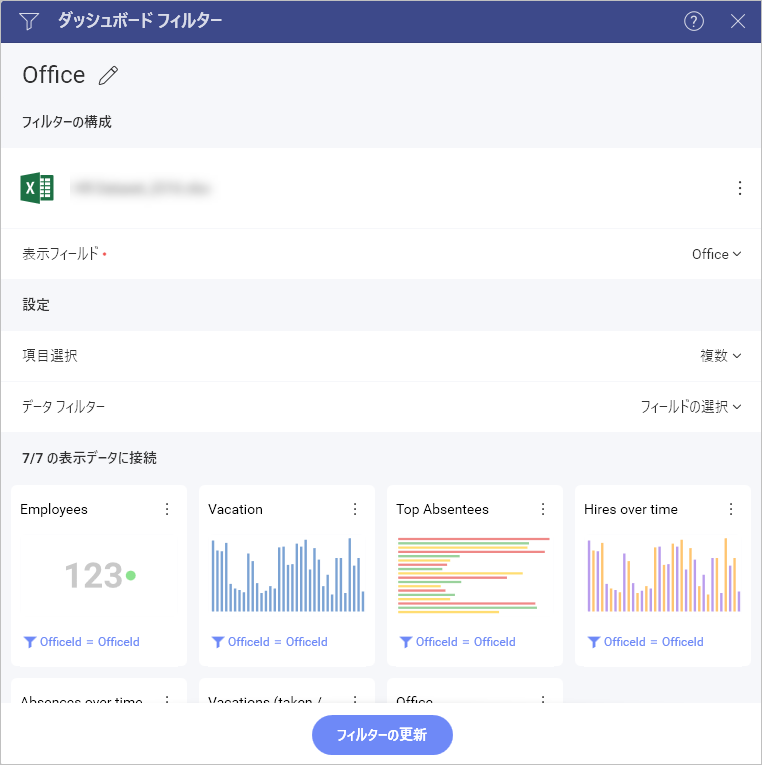 ダッシュボード フィルター
?
Office
フィルターの構成
X
表示フィールド •
Office
設定
項目選択
複数
データ フィルター
フィールドの選択
7/7 の表示データに接続
Employees
Vacation
Top Absentees
Hires over time
123
OfficeId = OfficeId
OfficeId = OfficeId
OfficeId = OfficeId
OfficeId = OfficeId
Absences over time
Vacations (taken /
Office
フィルターの更新